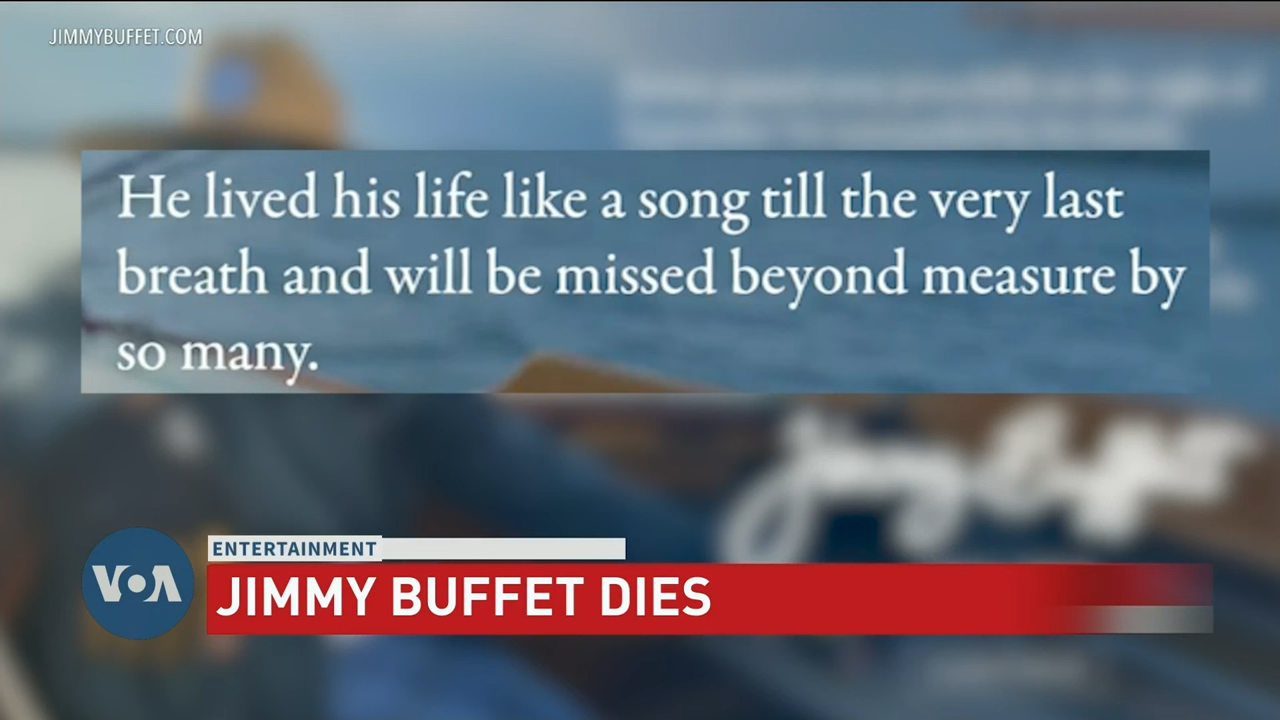 JIMMYBUFFET.COM
He lived his life like a song till the very last
breath and will be missed beyond measure by
so many.
ENTERTAINMENT
VOA
JIMMY BUFFET DIES